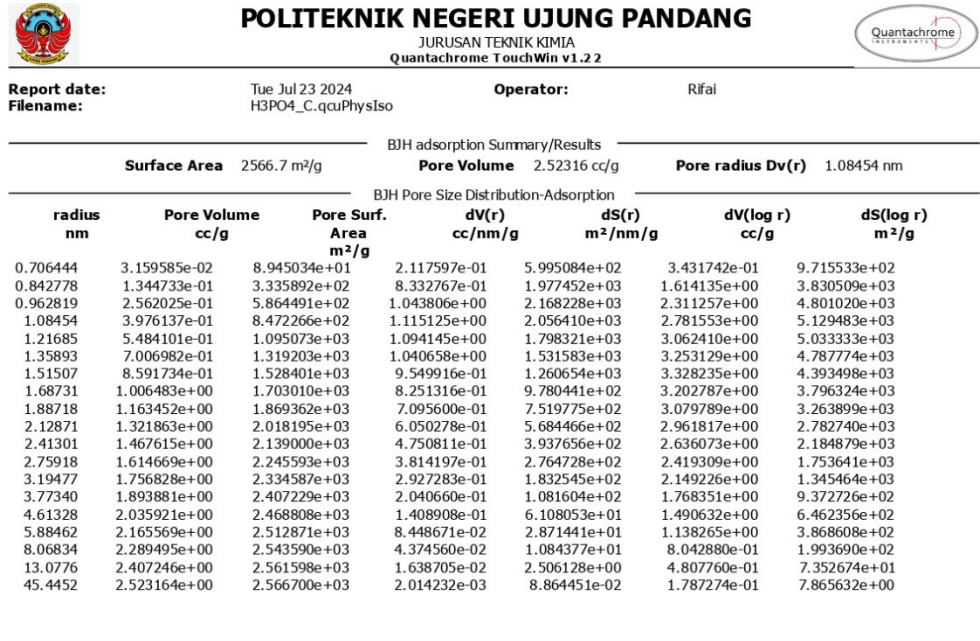 POLITEKNIK NEGERI UJUNG PANDANG
JURUSAN TEKNIK KIMIA
Quantachrome TouchWin v1.22
Quantachrome
INSTRUMENTS
Report date: Tue Jul 23 2024 Operator: Rifai
Filename: H3PO4_C.qcuPhysIso
BJH adsorption Summary/Results
Surface Area 2566.7 m²/g Pore Volume 2.52316 cc/g Pore radius Dv(r) 1.08454 nm
BJH Pore Size Distribution-Adsorption
radius Pore Volume Pore Surf. dV(r) dS(r) dV(log r) dS(log r)
nm cc/g Area cc/nm/g m²/nm/g cc/g m²/g
m²/g
0.706444 3.159585e-02 8.945034e+01 2.117597e-01 5.995084e+02 3.431742e-01 9.715533e+02
0.842778 1.344733e-01 3.335892e+02 8.332767e-01 1.977452e+03 1.614135e+00 3.830509e+03
0.962819 2.562025e-01 5.864491e+02 1.043806e+00 2.168228e+03 2.311257e+00 4.801020e+03
1.08454 3.976137e-01 8.472266e+02 1.115125e+00 2.056410e+03 2.781553e+00 5.129483e+03
1.21685 5.484101e-01 1.095073e+03 1.094145e+00 1.798321e+03 3.062410e+00 5.033333e+03
1.35893 7.006982e-01 1.319203e+03 1.040658e+00 1.531583e+03 3.253129e+00 4.787774e+03
1.51507 8.591734e-01 1.528401e+03 9.549916e-01 1.260654e+03 3.328235e+00 4.393498e+03
1.68731 1.006483e+00 1.703010e+03 8.251316e-01 9.780441e+02 3.202787e+00 3.796324e+03
1.88718 1.163452e+00 1.869362e+03 7.095600e-01 7.519775e+02 3.079789e+00 3.263899e+03
2.12871 1.321863e+00 2.018195e+03 6.050278e-01 5.684466e+02 2.961817e+00 2.782740e+03
2.41301 1.467615e+00 2.139000e+03 4.750811e-01 3.937656e+02 2.636073e+00 2.184879e+03
2.75918 1.614669e+00 2.245593e+03 3.814197e-01 2.764728e+02 2.419309e+00 1.753641e+03
3.19477 1.756828e+00 2.334587e+03 2.927283e-01 1.832545e+02 2.149226e+00 1.345464e+03
3.77340 1.893881e+00 2.407229e+03 2.040660e-01 1.081604e+02 1.768351e+00 9.372726e+02
4.61328 2.035921e+00 2.468808e+03 1.408908e-01 6.108053e+01 1.490632e+00 6.462356e+02
5.88462 2.165569e+00 2.512871e+03 8.448671e-02 2.871441e+01 1.138265e+00 3.868608e+02
8.06834 2.289495e+00 2.543590e+03 4.374560e-02 1.084377e+01 8.042880e-01 1.993690e+02
13.0776 2.407246e+00 2.561598e+03 1.638705e-02 2.506128e+00 4.807760e-01 7.352674e+01
45.4452 2.523164e+00 2.566700e+03 2.014232e-03 8.864451e-02 1.787274e-01 7.865632e+00